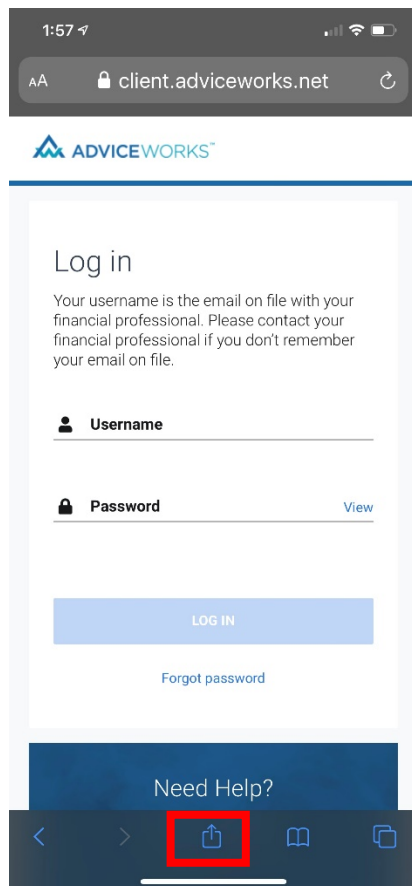 1:57
AA client.adviceworks.net
ADVICEWORKS™
Log in
Your username is the email on file with your
financial professional. Please contact your
financial professional if you don't remember
your email on file.
Username
Password View
LOG IN
Forgot password
Need Help?